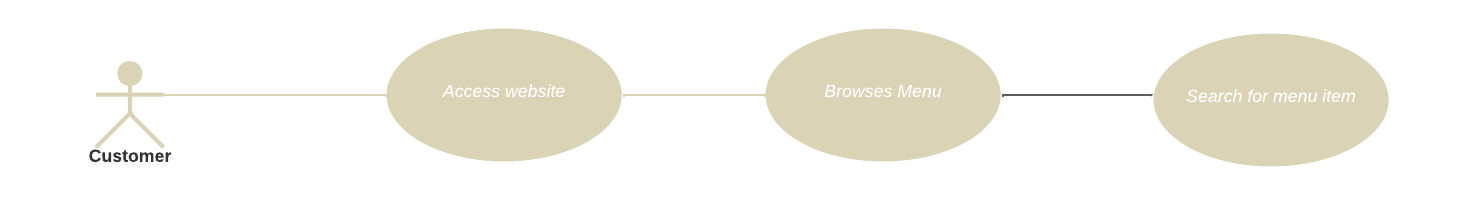 Access website
Browses Menu
Search for menu item
Customer